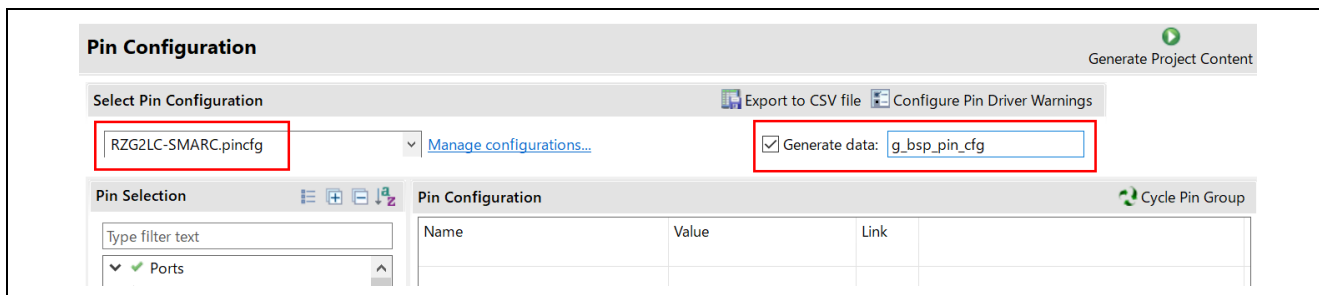 Pin Configuration
Generate Project Content
Select Pin Configuration
Export to CSV file
Configure Pin Driver Warnings
RZG2LC-SMARC.pincfg
Manage configurations...
Generate data:
g_bsp_pin_cfg
Pin Selection
Pin Configuration
Cycle Pin Group
Type filter text
Name
Value
Link
Ports